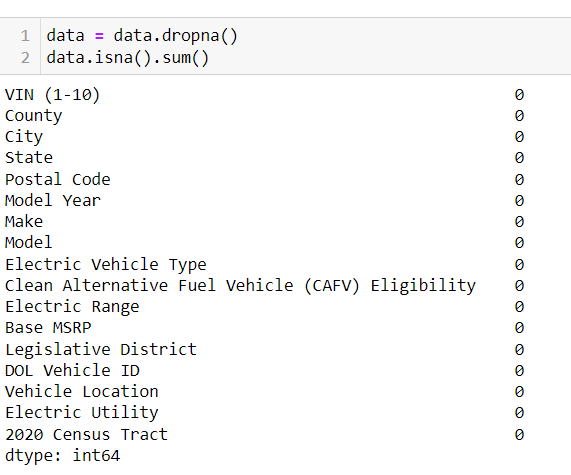 1 data = data.dropna()
2 data.isna().sum()
VIN (1-10) 0
County 0
City 0
State 0
Postal Code 0
Model Year 0
Make 0
Model 0
Electric Vehicle Type 0
Clean Alternative Fuel Vehicle (CAFV) Eligibility 0
Electric Range 0
Base MSRP 0
Legislative District 0
DOL Vehicle ID 0
Vehicle Location 0
Electric Utility 0
2020 Census Tract 0
dtype: int64